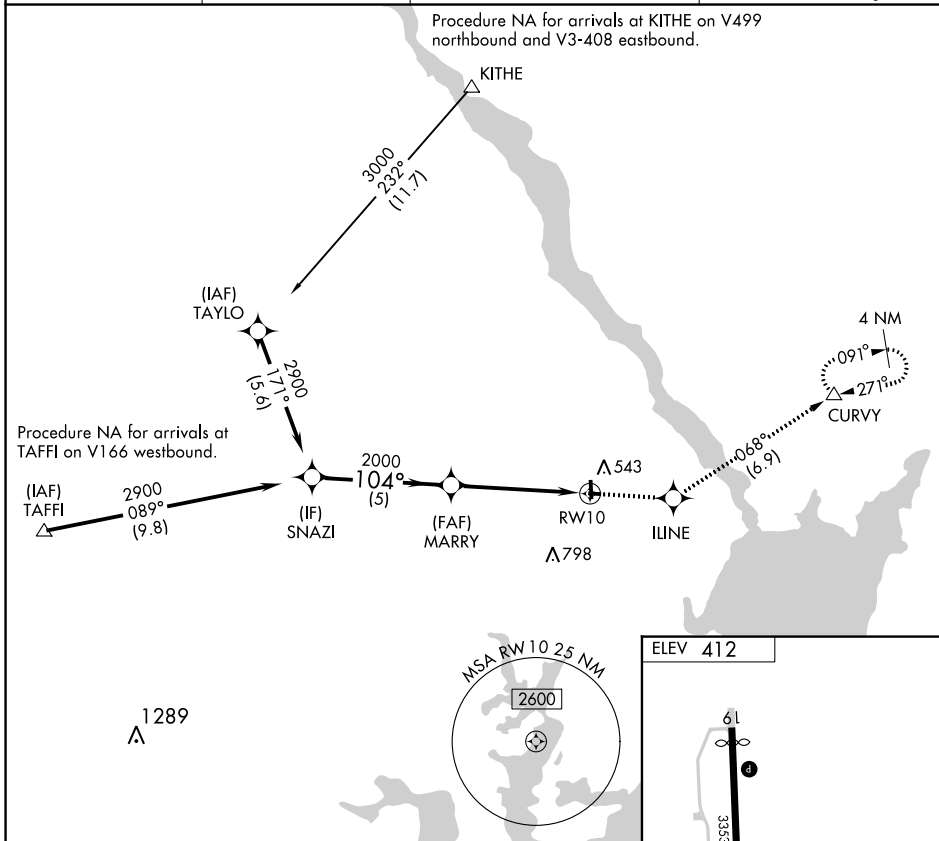 Procedure NA for arrivals at KITHE on V499
northbound and V3-408 eastbound.
KITHE
3000
232°
(11.7)
(IAF)
TAYLO
4 NM
091°
271°
CURVY
2900
171°
(5.6)
Procedure NA for arrivals at
TAFFI on V166 westbound.
068°
(6.9)
(IAF)
TAFFI
2900
089°
(9.8)
2000
104°
(5)
543
(IF)
SNAZI
(FAF)
MARRY
RW10
ILINE
798
MSA RW10 25 NM
2600
1289
ELEV 412
19
P
3353